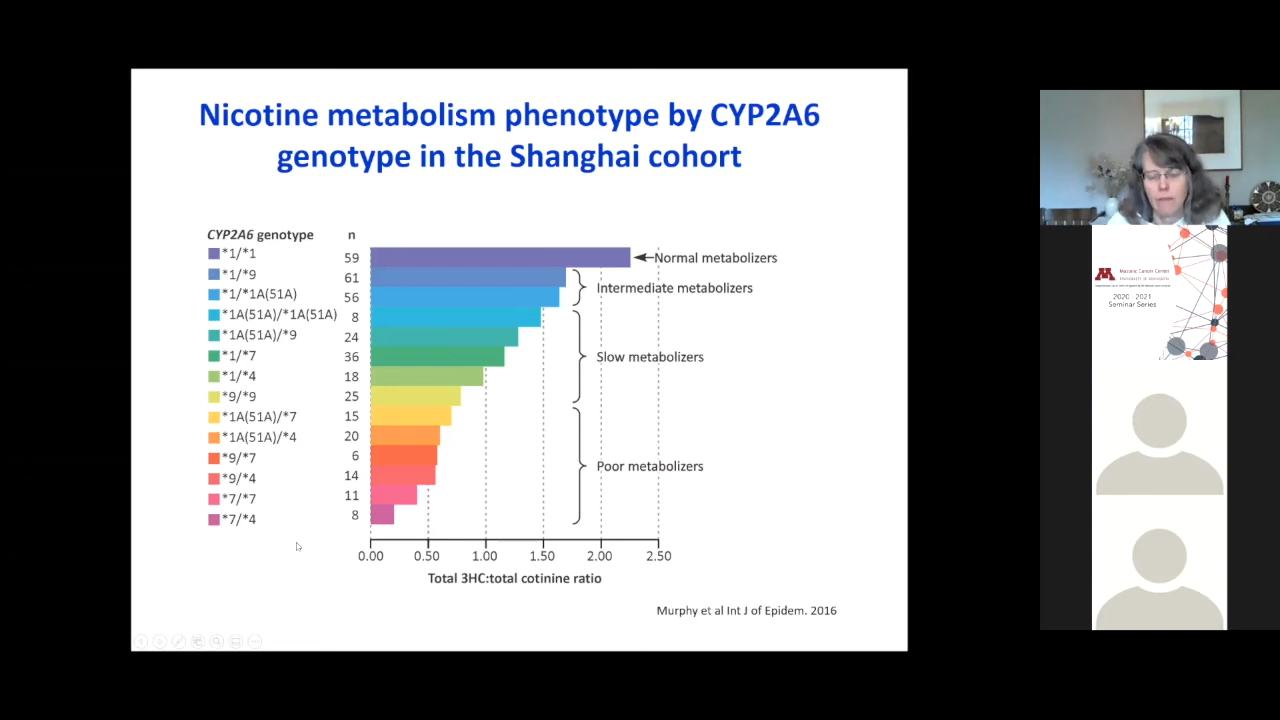 Nicotine metabolism phenotype by CYP2A6
genotype in the Shanghai cohort
CYP2A6 genotype n
*1/*1 59
*1/*9 61
*1/*1A(51A) 56
*1A(51A)/*1A(51A) 8
*1A(51A)/*9 24
*1/*7 36
*1/*4 18
*9/*9 25
*1A(51A)/*7 15
*1A(51A)/*4 20
*9/*7 6
*9/*4 14
*7/*7 11
*7/*4 8
Normal metabolizers
Intermediate metabolizers
Slow metabolizers
Poor metabolizers
0.00 0.50 1.00 1.50 2.00 2.50
Total 3HC:total cotinine ratio
Murphy et al Int J of Epidem. 2016
M
Masonic Cancer Center
UNIVERSITY OF MINNESOTA
2020 2021
Seminar Series